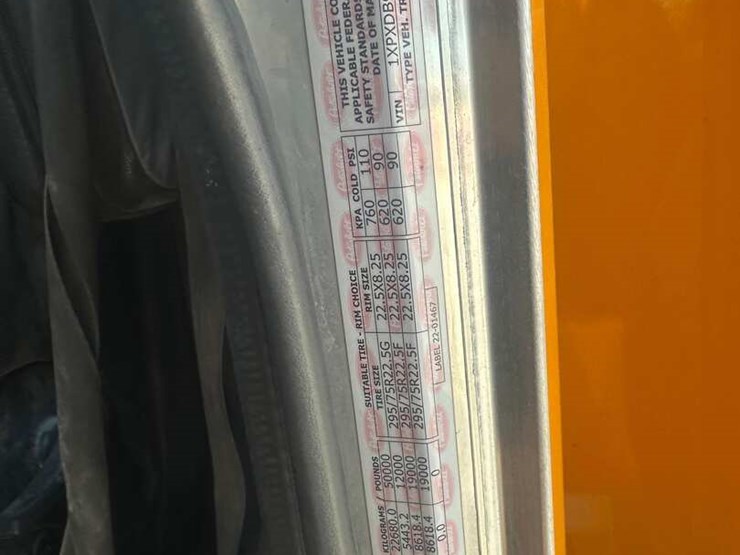 KILOGRAMS / POUNDS
22680.0 50000
5443.2 12000
8618.4 19000
8618.4 19000
0.0 0
SUITABLE TIRE - RIM CHOICE
TIRE SIZE RIM SIZE
295/75R22.5G 22.5X8.25
295/75R22.5F 22.5X8.25
295/75R22.5F 22.5X8.25
LABEL 22-01467
KPA COLD PSI
760 110
620 90
620 90
THIS VEHICLE CO
APPLICABLE FEDER
SAFETY STANDARDS
DATE OF MA
VIN 1XPXDB
TYPE VEH. TR